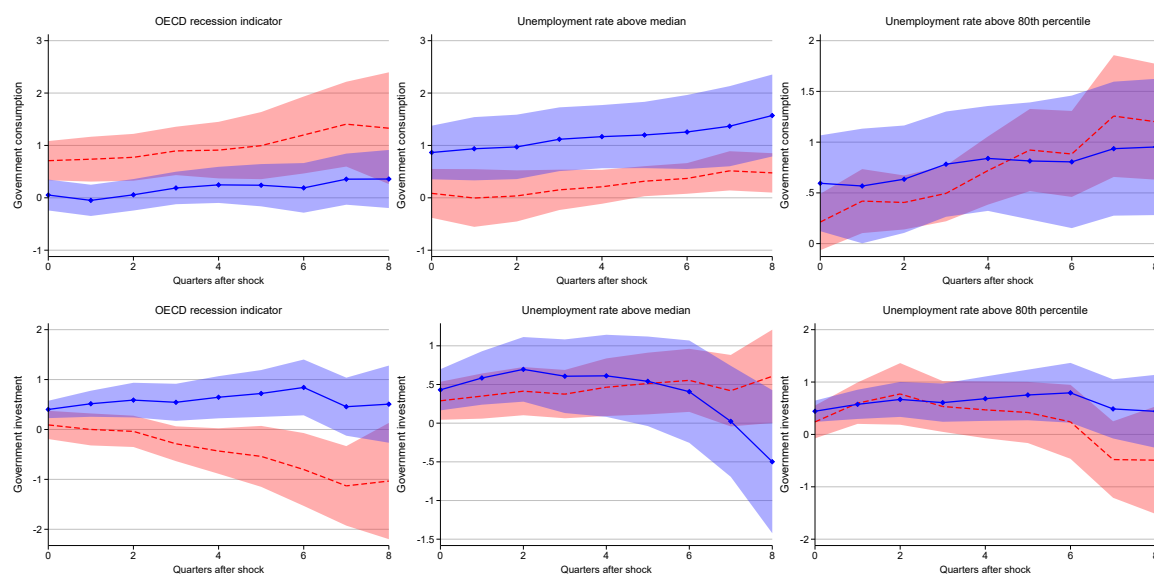 OECD recession indicator
Unemployment rate above median
Unemployment rate above 80th percentile
Government consumption
3
2
1
0
-1
0 2 4 6 8
Quarters after shock
Government consumption
3
2
1
0
-1
0 2 4 6 8
Quarters after shock
Government consumption
2
1.5
1
.5
0
0 2 4 6 8
Quarters after shock
OECD recession indicator
Unemployment rate above median
Unemployment rate above 80th percentile
Government investment
2
1
0
-1
-2
0 2 4 6 8
Quarters after shock
Government investment
1
.5
0
-.5
-1
-1.5
0 2 4 6 8
Quarters after shock
Government investment
2
1
0
-1
-2
0 2 4 6 8
Quarters after shock